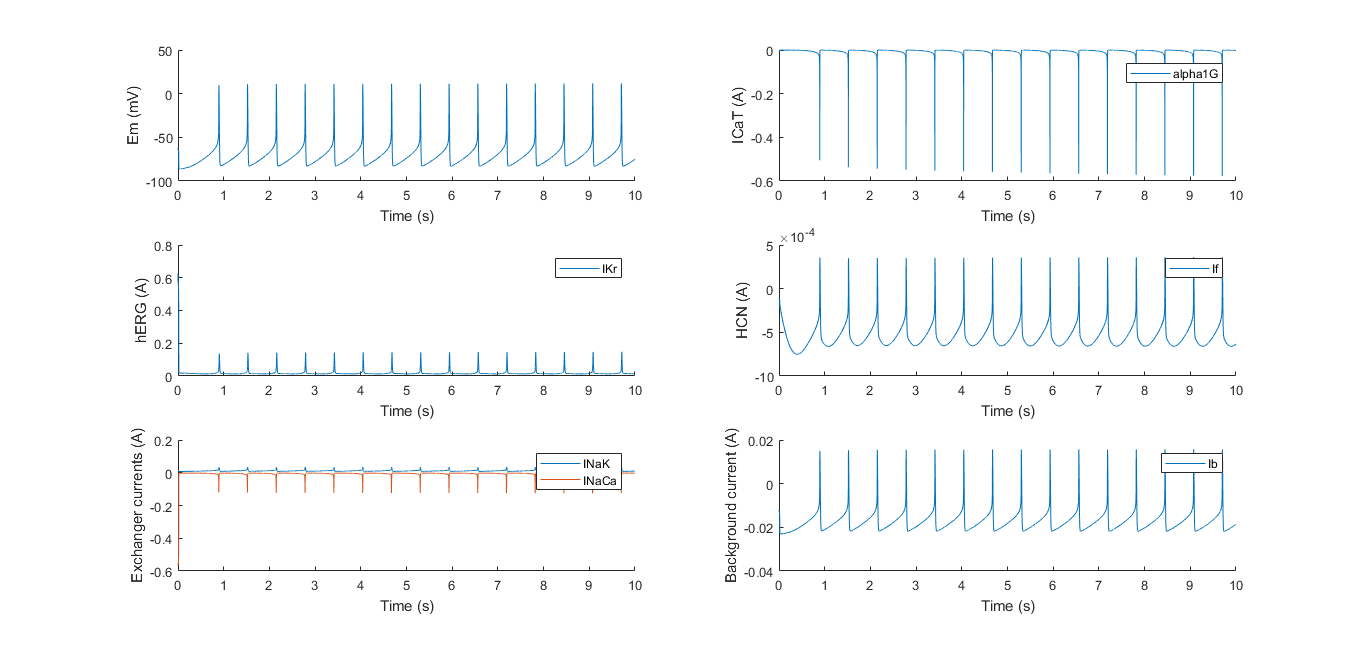 50
0
-50
-100
Em (mV)
0 1 2 3 4 5 6 7 8 9 10
Time (s)
0
-0.2
-0.4
-0.6
ICaT (A)
alpha1G
0 1 2 3 4 5 6 7 8 9 10
Time (s)
0.8
0.6
0.4
0.2
0
hERG (A)
IKr
0 1 2 3 4 5 6 7 8 9 10
Time (s)
×10⁻⁴
5
0
-5
-10
HCN (A)
If
0 1 2 3 4 5 6 7 8 9 10
Time (s)
0.2
0
-0.2
-0.4
-0.6
Exchanger currents (A)
INaK
INaCa
0 1 2 3 4 5 6 7 8 9 10
Time (s)
0.02
0
-0.02
-0.04
Background current (A)
Ib
0 1 2 3 4 5 6 7 8 9 10
Time (s)